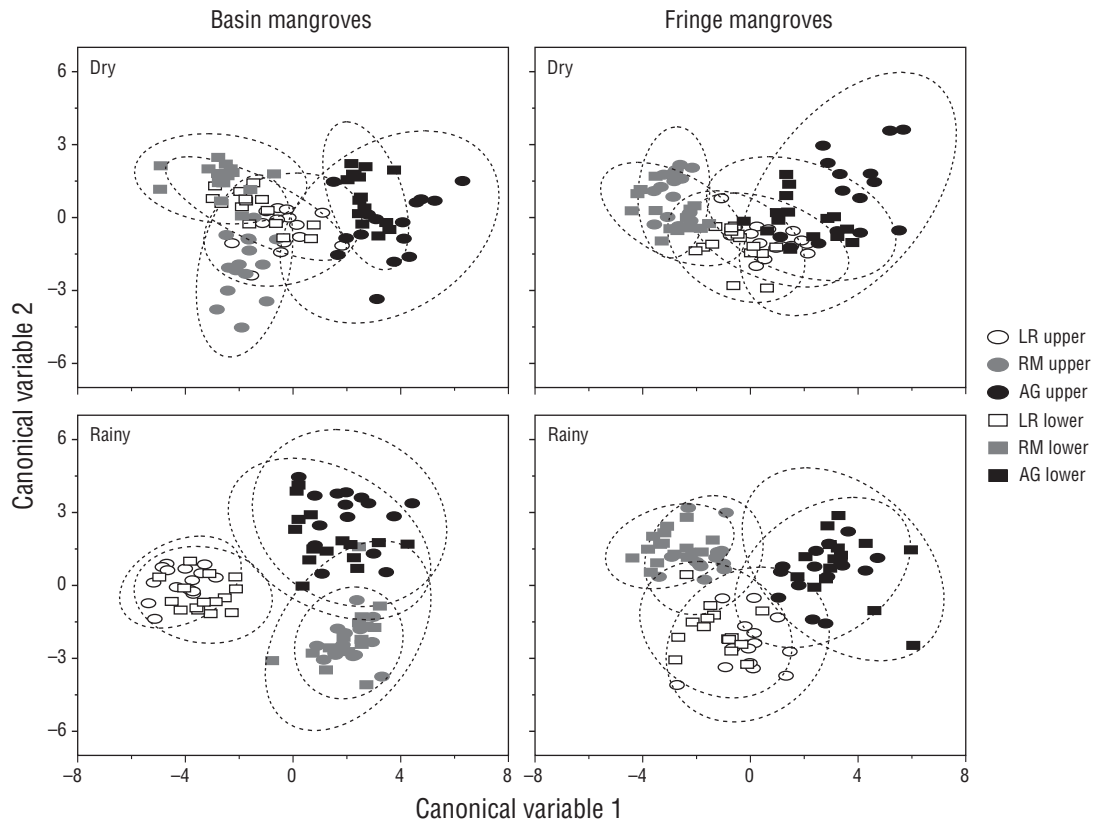 Basin mangroves
Fringe mangroves
6
3
0
−3
−6
Dry
Dry
Canonical variable 2
LR upper
RM upper
AG upper
LR lower
RM lower
AG lower
6
3
0
−3
−6
Rainy
Rainy
−8 −4 0 4 8 −8 −4 0 4 8
Canonical variable 1